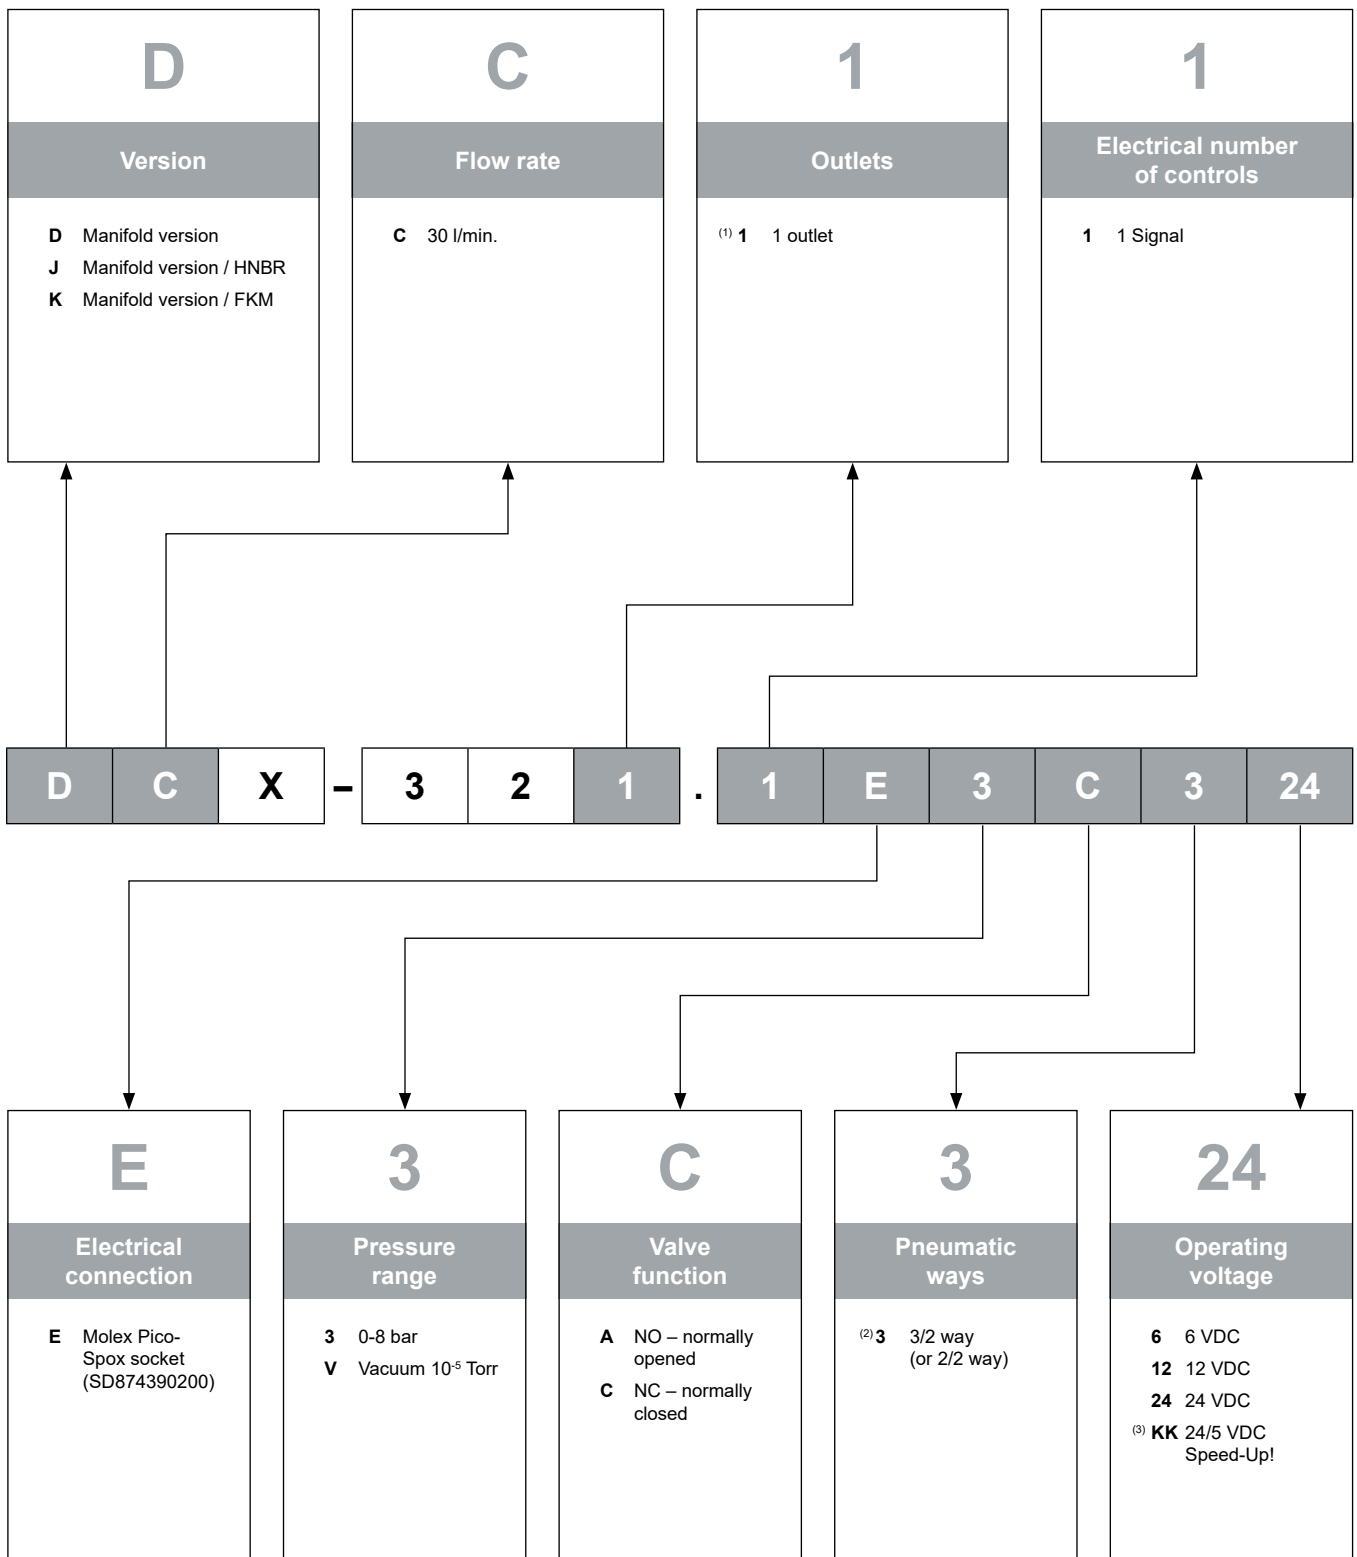 D
Version
D Manifold version
J Manifold version / HNBR
K Manifold version / FKM
C
Flow rate
C 30 l/min.
1
Outlets
(1) 1 1 outlet
1
Electrical number
of controls
1 1 Signal
D C X – 3 2 1 . 1 E 3 C 3 24
E
Electrical
connection
E Molex Pico-
Spox socket
(SD874390200)
3
Pressure
range
3 0-8 bar
V Vacuum 10-5 Torr
C
Valve
function
A NO – normally
opened
C NC – normally
closed
3
Pneumatic
ways
(2) 3 3/2 way
(or 2/2 way)
24
Operating
voltage
6 6 VDC
12 12 VDC
24 24 VDC
(3) KK 24/5 VDC
Speed-Up!